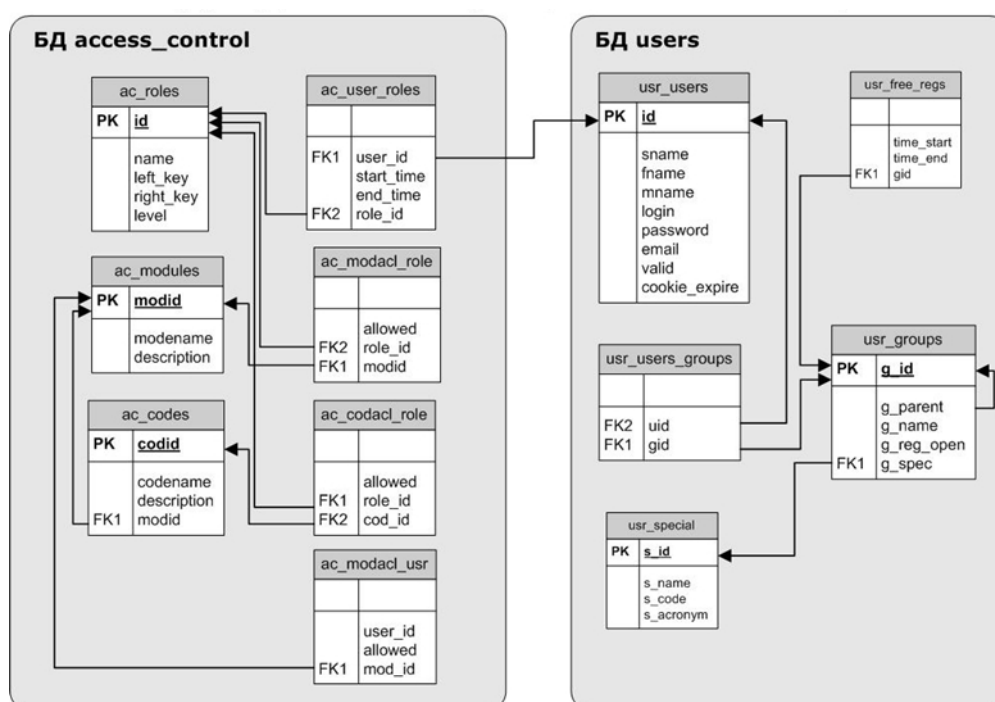 БД access_control
ac_roles
PK id
name
left_key
right_key
level
ac_user_roles
FK1 user_id
start_time
end_time
FK2 role_id
ac_modules
PK modid
modename
description
ac_modacl_role
allowed
FK2 role_id
FK1 modid
ac_codes
PK codid
codename
description
FK1 modid
ac_codacl_role
allowed
FK1 role_id
FK2 cod_id
ac_modacl_usr
user_id
allowed
FK1 mod_id
БД users
usr_users
PK id
sname
fname
mname
login
password
email
valid
cookie_expire
usr_free_regs
time_start
time_end
FK1 gid
usr_users_groups
FK2 uid
FK1 gid
usr_groups
PK g_id
g_parent
g_name
g_reg_open
FK1 g_spec
usr_special
PK s_id
s_name
s_code
s_acronym